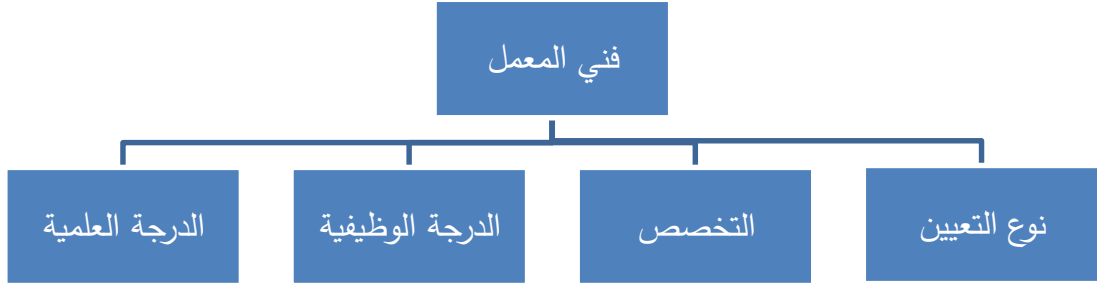 فني المعمل
نوع التعيين
التخصص
الدرجة الوظيفية
الدرجة العلمية